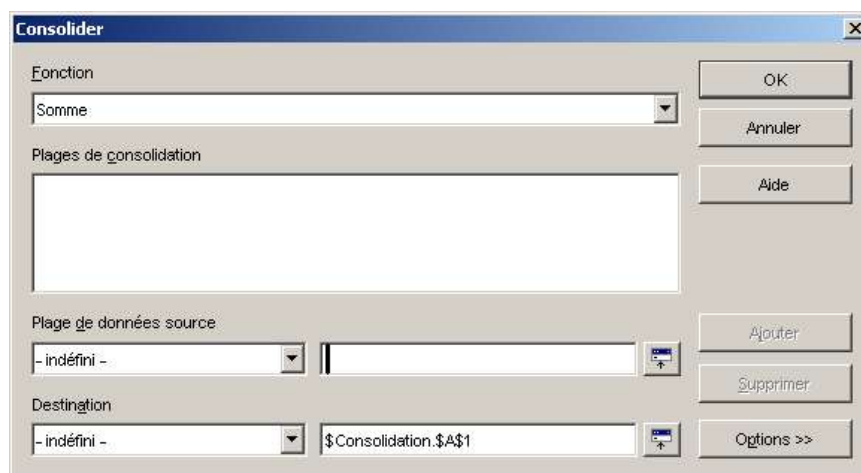 Consolider
Fonction
OK
Somme
Annuler
Plages de consolidation
Aide
Plage de données source
Ajouter
- indéfini -
Supprimer
Destination
- indéfini -
$Consolidation.$A$1
Options >>